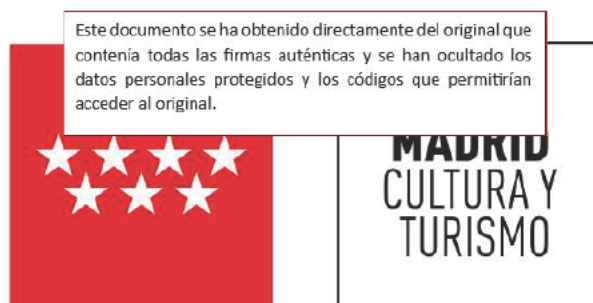 Este documento se ha obtenido directamente del original que
contenía todas las firmas auténticas y se han ocultado los
datos personales protegidos y los códigos que permitirían
acceder al original.
MADRID
CULTURA Y
TURISMO